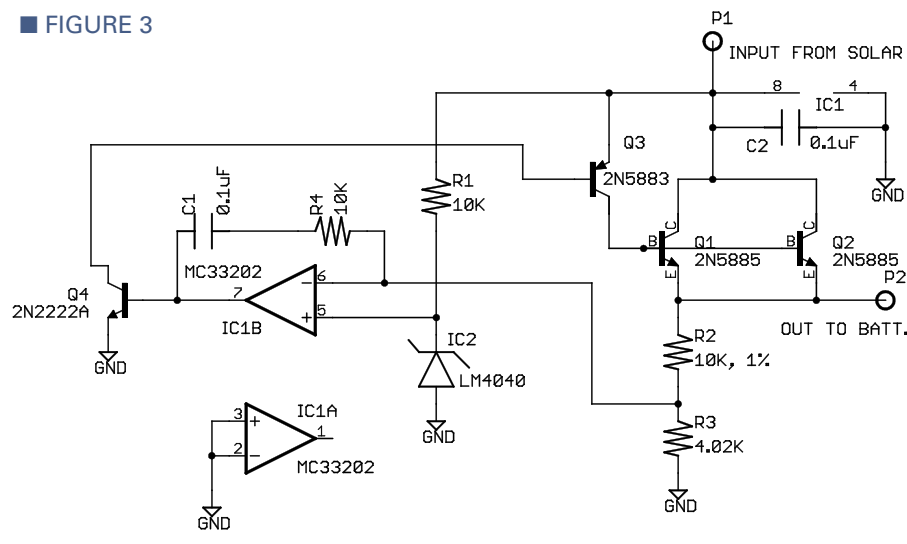 ■ FIGURE 3
P1
INPUT FROM SOLAR
8
4
IC1
C2
0.1uF
GND
Q3
2N5883
R1
10K
C1
0.1uF
R4
10K
MC33202
Q4
2N2222A
7
6
5
−
+
IC1B
GND
IC2
LM4040
GND
B
C
E
Q1
2N5885
B
C
E
Q2
2N5885
P2
OUT TO BATT.
R2
10K, 1%
R3
4.02K
GND
IC1A
3
2
1
+
−
MC33202
GND